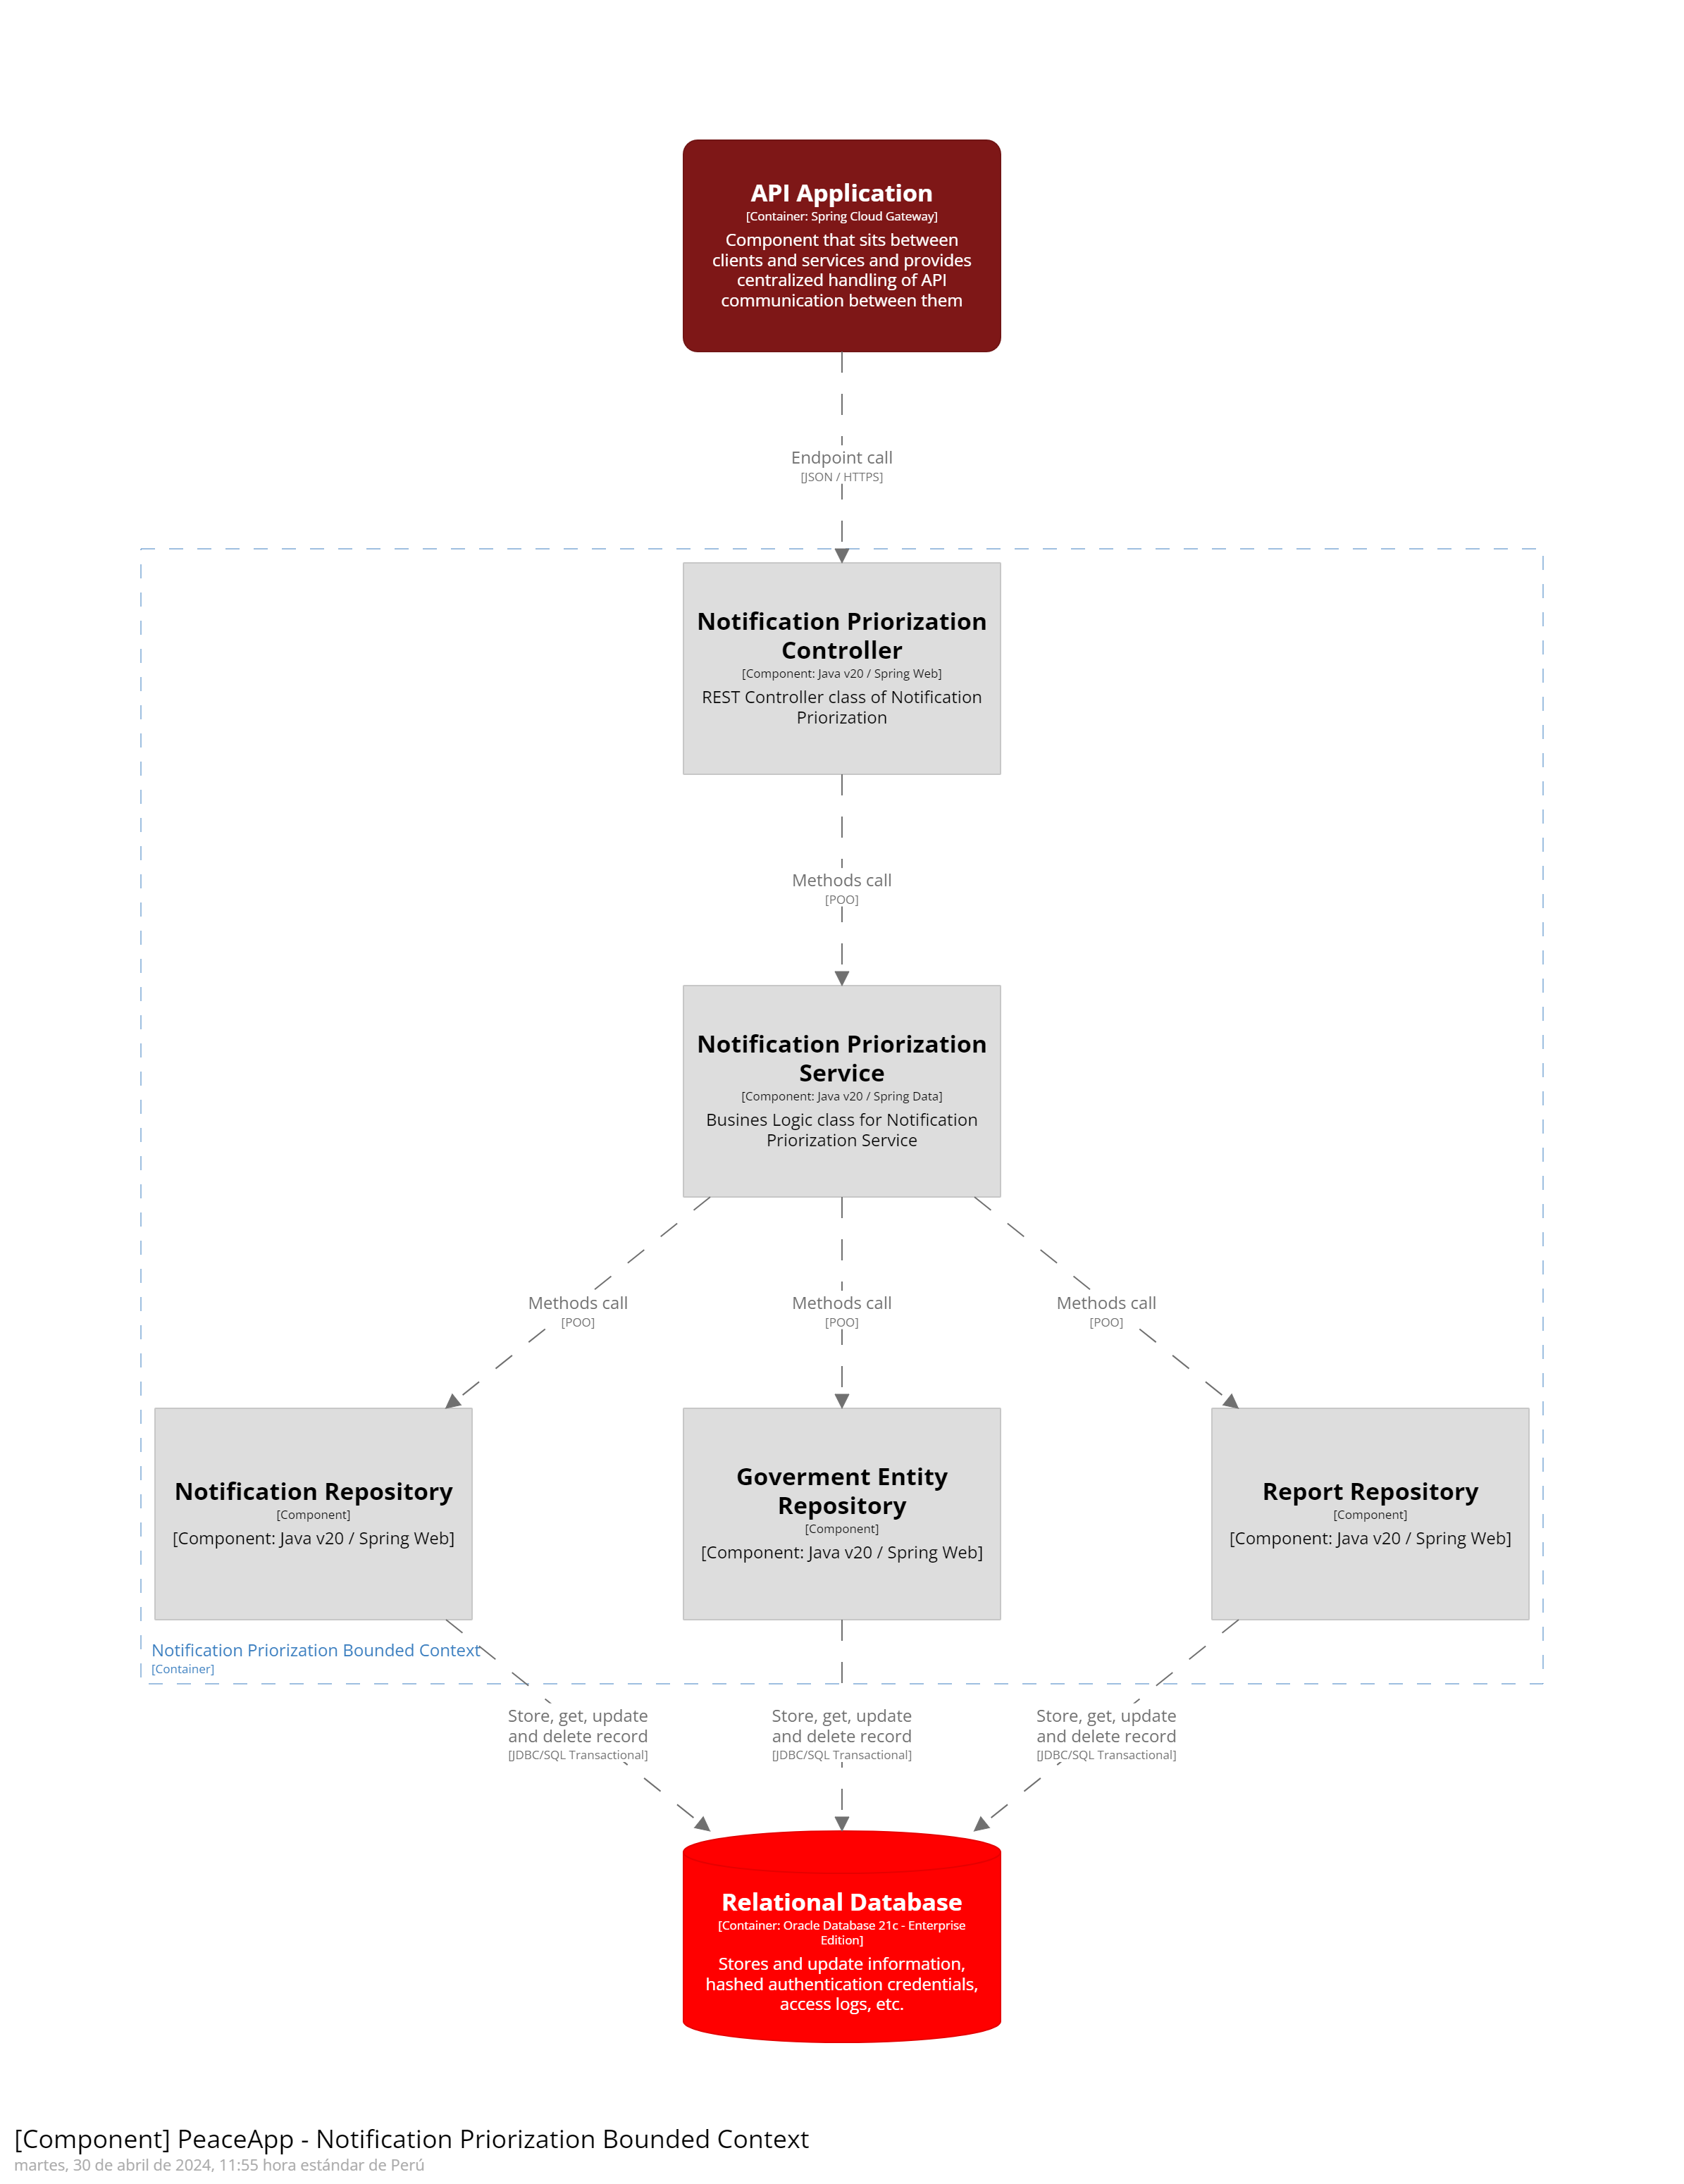 API Application
[Container: Spring Cloud Gateway]
Component that sits between
clients and services and provides
centralized handling of API
communication between them
Endpoint call
[JSON / HTTPS]
Notification Priorization
Controller
[Component: Java v20 / Spring Web]
REST Controller class of Notification
Priorization
Methods call
[POO]
Notification Priorization
Service
[Component: Java v20 / Spring Data]
Busines Logic class for Notification
Priorization Service
Methods call
[POO]
Methods call
[POO]
Methods call
[POO]
Notification Repository
[Component]
[Component: Java v20 / Spring Web]
Goverment Entity
Repository
[Component]
[Component: Java v20 / Spring Web]
Report Repository
[Component]
[Component: Java v20 / Spring Web]
Notification Priorization Bounded Context
[Container]
Store, get, update
and delete record
[JDBC/SQL Transactional]
Store, get, update
and delete record
[JDBC/SQL Transactional]
Store, get, update
and delete record
[JDBC/SQL Transactional]
Relational Database
[Container: Oracle Database 21c - Enterprise
Edition]
Stores and update information,
hashed authentication credentials,
access logs, etc.
[Component] PeaceApp - Notification Priorization Bounded Context
martes, 30 de abril de 2024, 11:55 hora estándar de Perú